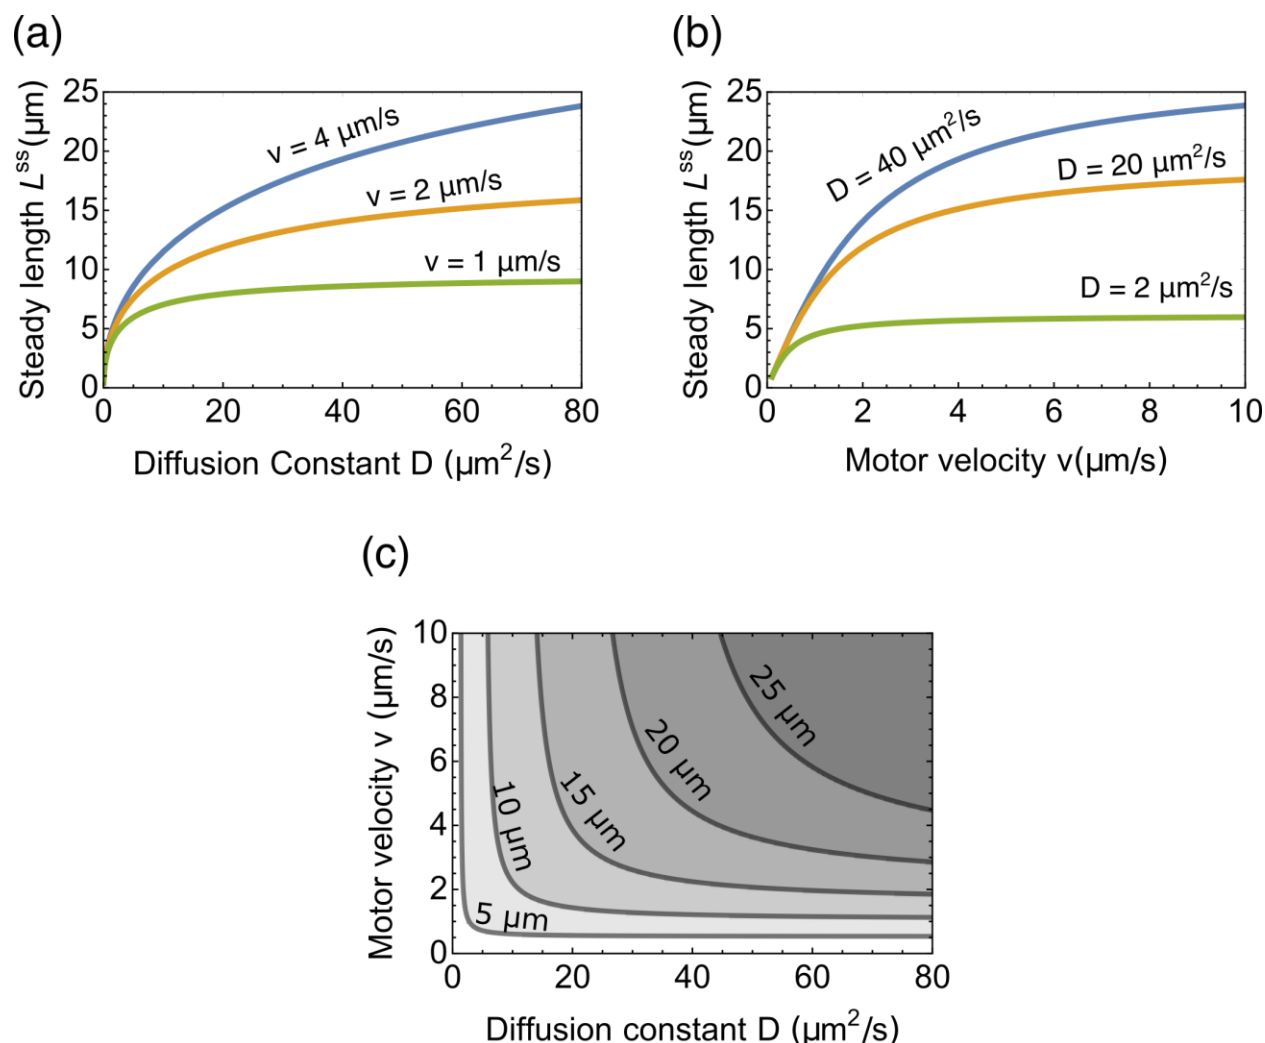 (a)
Steady length Lˢˢ(µm)
25
20
15
10
5
0
v = 4 µm/s
v = 2 µm/s
v = 1 µm/s
0 20 40 60 80
Diffusion Constant D (µm²/s)
(b)
Steady length Lˢˢ(µm)
25
20
15
10
5
0
D = 40 µm²/s
D = 20 µm²/s
D = 2 µm²/s
0 2 4 6 8 10
Motor velocity v(µm/s)
(c)
Motor velocity v (µm/s)
10
8
6
4
2
0
5 µm
10 µm
15 µm
20 µm
25 µm
0 20 40 60 80
Diffusion constant D (µm²/s)